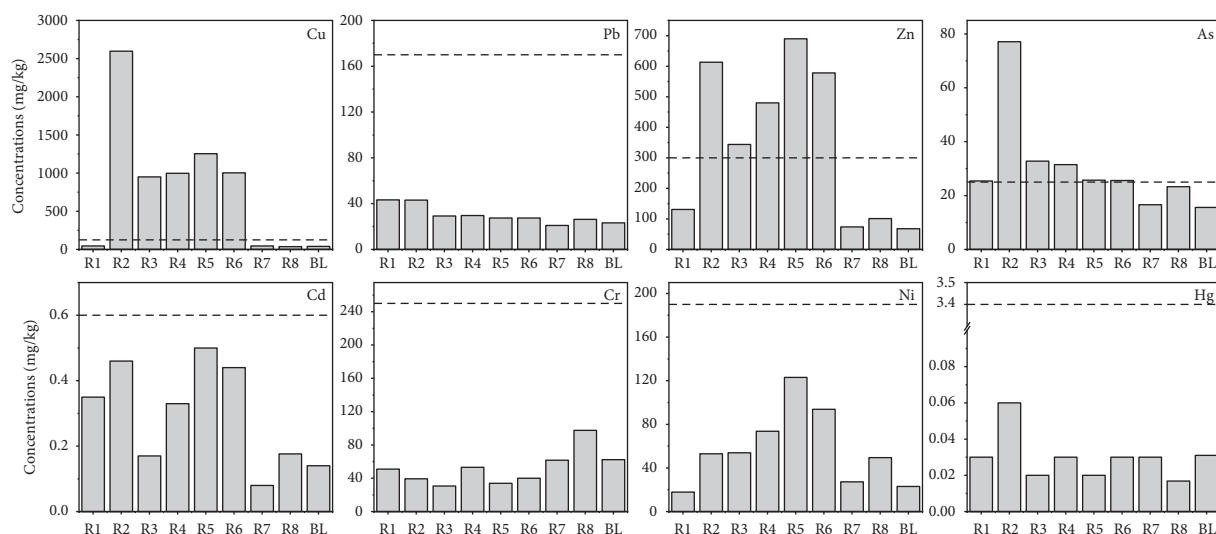 Concentrations (mg/kg)
3000
2500
2000
1500
1000
500
0
Cu
R1 R2 R3 R4 R5 R6 R7 R8 BL
200
160
120
80
40
0
Pb
R1 R2 R3 R4 R5 R6 R7 R8 BL
700
600
500
400
300
200
100
0
Zn
R1 R2 R3 R4 R5 R6 R7 R8 BL
80
60
40
20
0
As
R1 R2 R3 R4 R5 R6 R7 R8 BL
Concentrations (mg/kg)
0.6
0.4
0.2
0.0
Cd
R1 R2 R3 R4 R5 R6 R7 R8 BL
240
200
160
120
80
40
0
Cr
R1 R2 R3 R4 R5 R6 R7 R8 BL
200
160
120
80
40
0
Ni
R1 R2 R3 R4 R5 R6 R7 R8 BL
3.5
3.4
0.08
0.06
0.04
0.03
0.02
0.00
Hg
R1 R2 R3 R4 R5 R6 R7 R8 BL